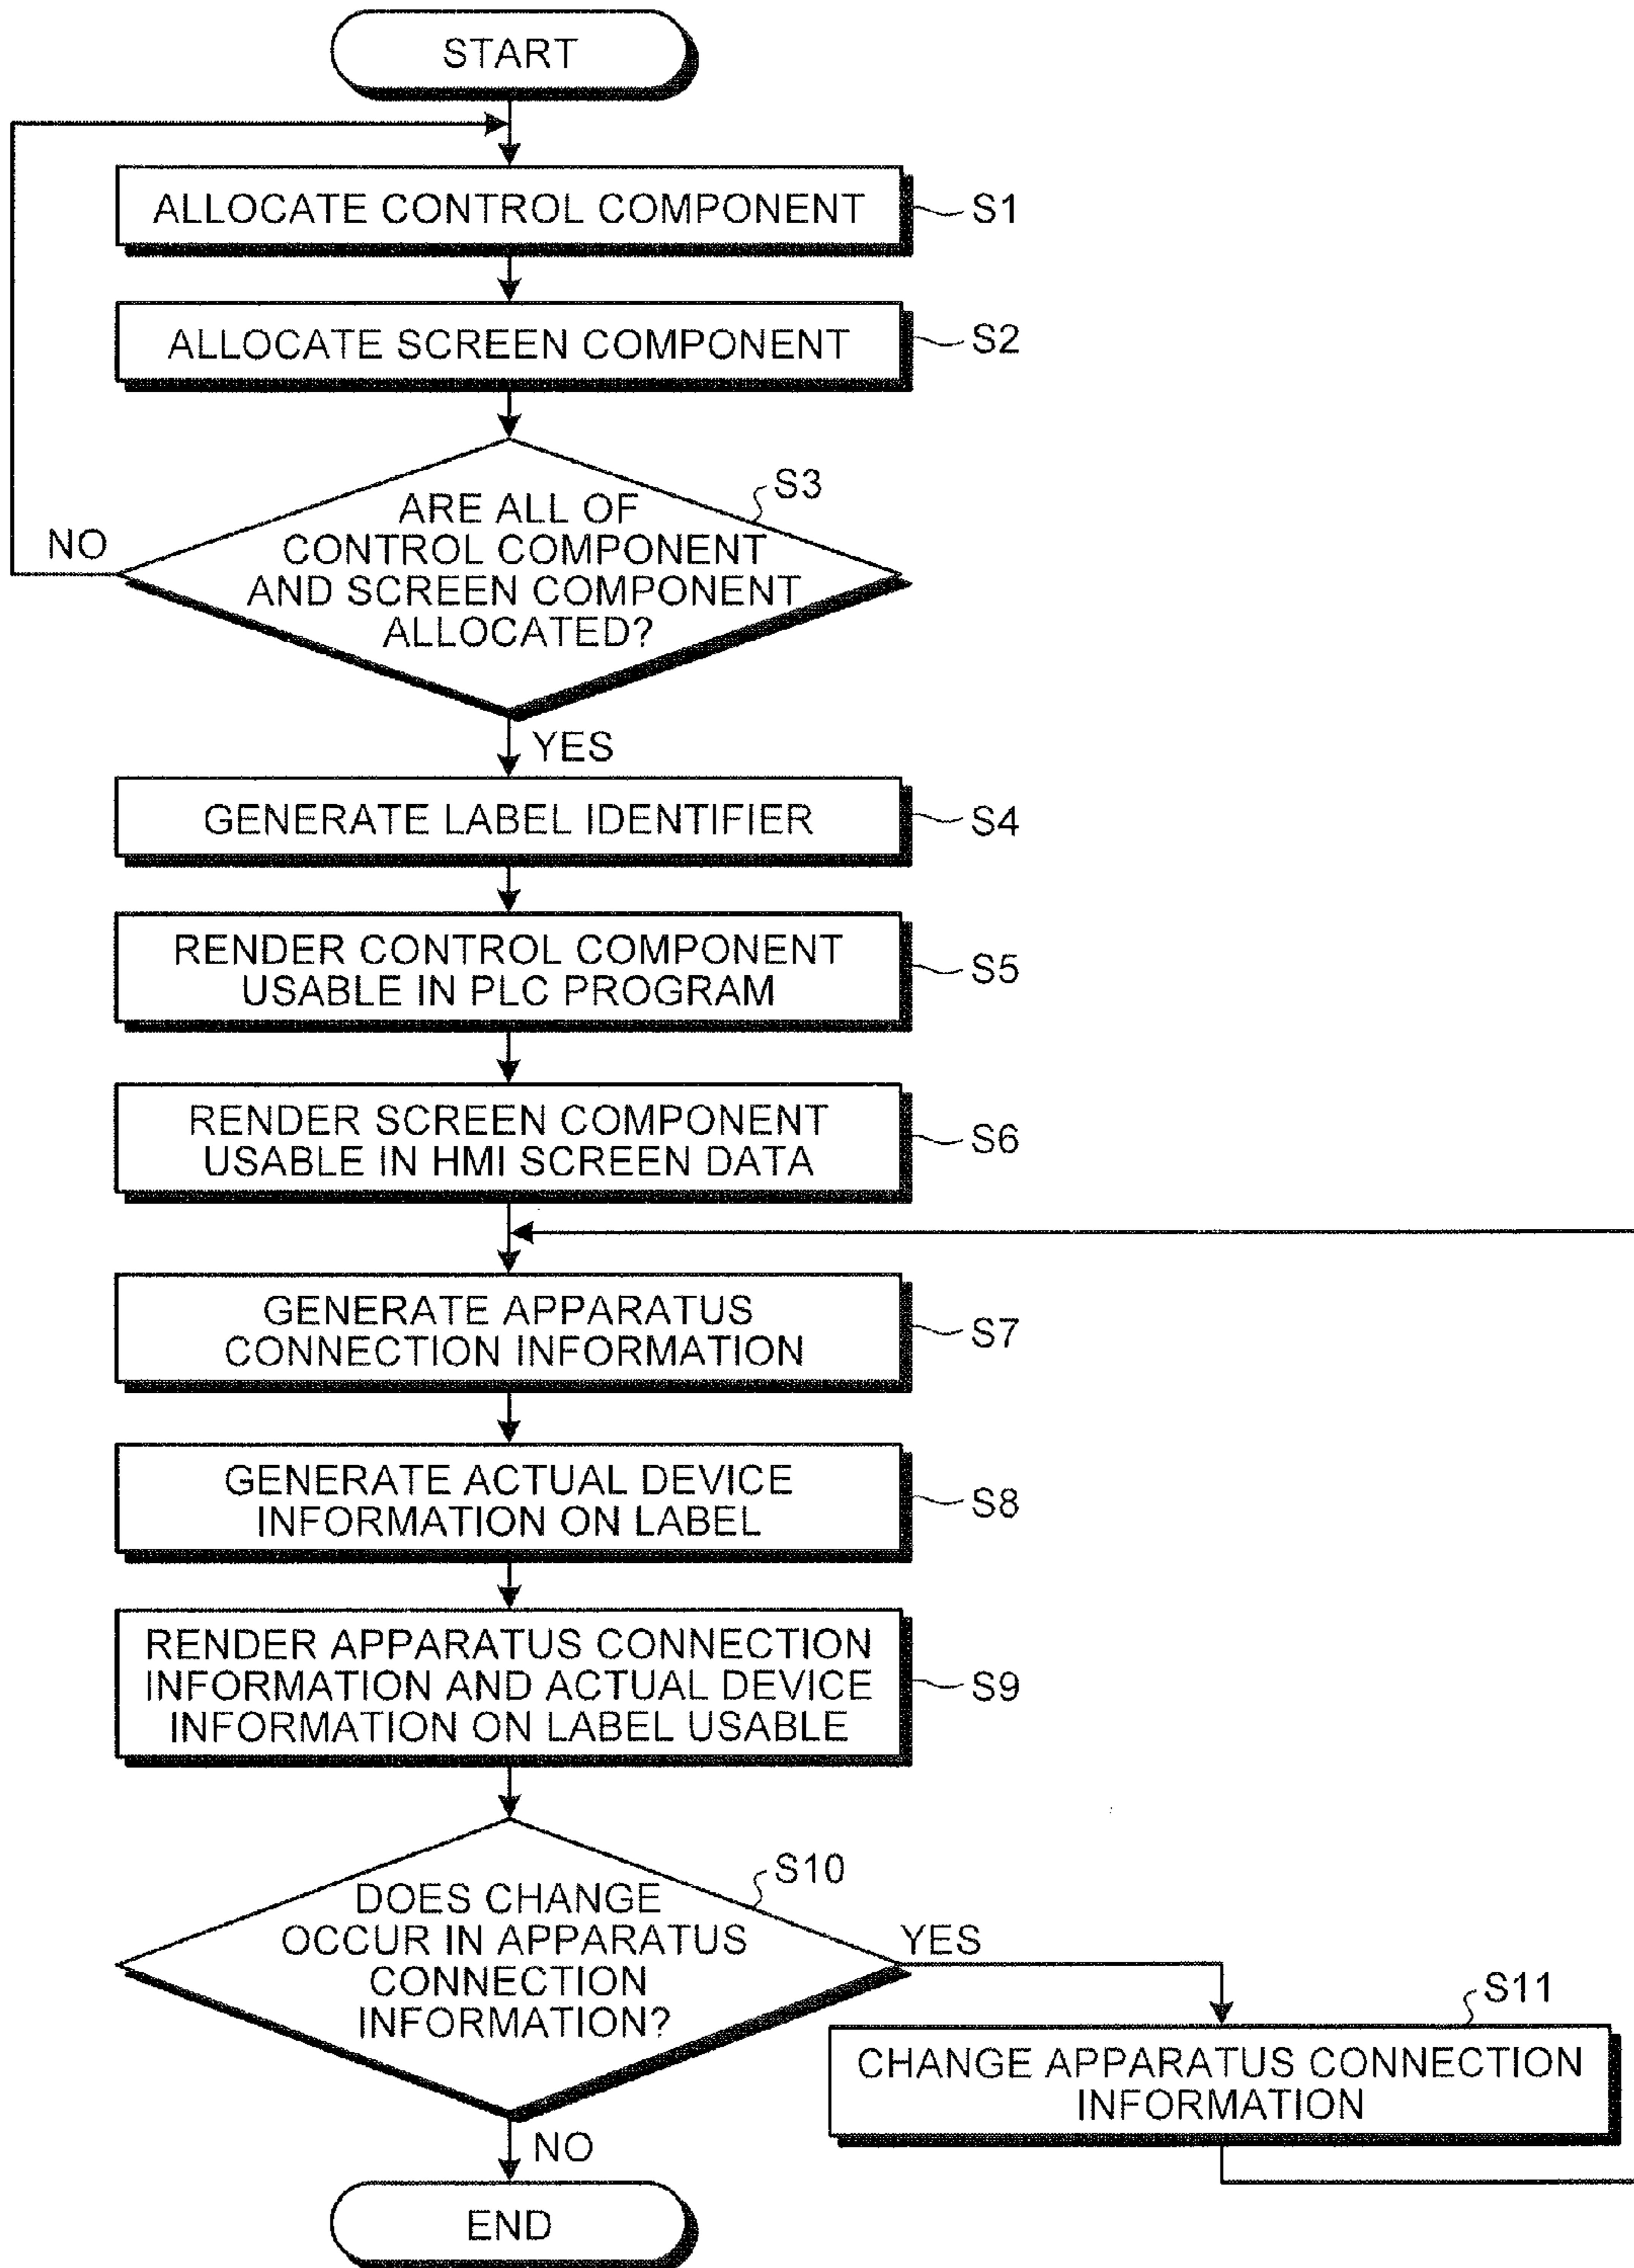 START
ALLOCATE CONTROL COMPONENT
S1
ALLOCATE SCREEN COMPONENT
S2
S3
ARE ALL OF
CONTROL COMPONENT
AND SCREEN COMPONENT
ALLOCATED?
NO
YES
GENERATE LABEL IDENTIFIER
S4
RENDER CONTROL COMPONENT
USABLE IN PLC PROGRAM
S5
RENDER SCREEN COMPONENT
USABLE IN HMI SCREEN DATA
S6
GENERATE APPARATUS
CONNECTION INFORMATION
S7
GENERATE ACTUAL DEVICE
INFORMATION ON LABEL
S8
RENDER APPARATUS CONNECTION
INFORMATION AND ACTUAL DEVICE
INFORMATION ON LABEL USABLE
S9
S10
DOES CHANGE
OCCUR IN APPARATUS
CONNECTION
INFORMATION?
YES
S11
CHANGE APPARATUS CONNECTION
INFORMATION
NO
END